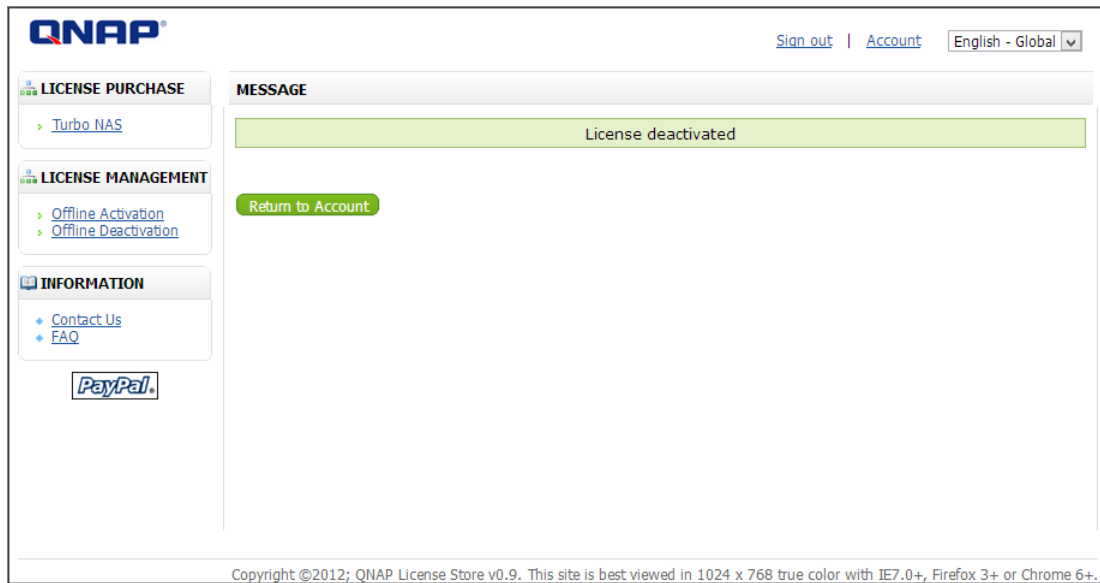 QNAP®
Sign out | Account English - Global
LICENSE PURCHASE
Turbo NAS
LICENSE MANAGEMENT
Offline Activation
Offline Deactivation
INFORMATION
Contact Us
FAQ
PayPal.
MESSAGE
License deactivated
Return to Account
Copyright ©2012; QNAP License Store v0.9. This site is best viewed in 1024 x 768 true color with IE7.0+, Firefox 3+ or Chrome 6+.